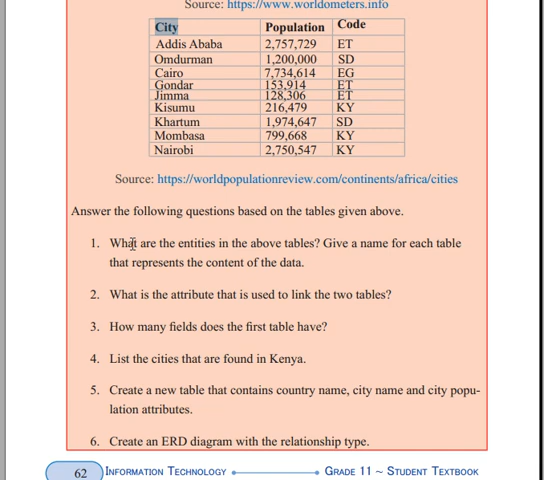 Source: https://www.worldometers.info
City Population Code
Addis Ababa 2,757,729 ET
Omdurman 1,200,000 SD
Cairo 7,734,614 EG
Gondar 153,914 ET
Jimma 128,306 ET
Kisumu 216,479 KY
Khartum 1,974,647 SD
Mombasa 799,668 KY
Nairobi 2,750,547 KY
Source: https://worldpopulationreview.com/continents/africa/cities
Answer the following questions based on the tables given above.
1. What are the entities in the above tables? Give a name for each table
that represents the content of the data.
2. What is the attribute that is used to link the two tables?
3. How many fields does the first table have?
4. List the cities that are found in Kenya.
5. Create a new table that contains country name, city name and city popu-
lation attributes.
6. Create an ERD diagram with the relationship type.
62 Information Technology Grade 11 ~ Student Textbook